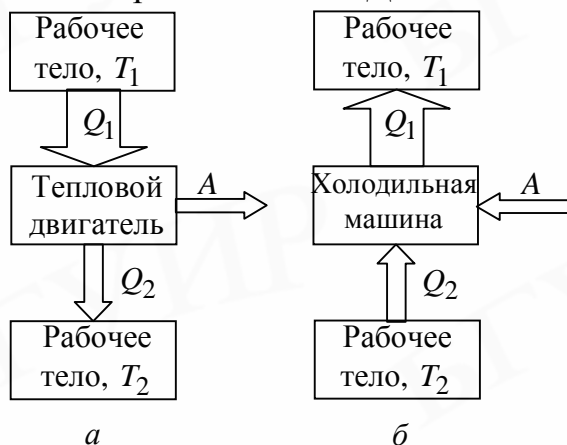 Рабочее
тело, T₁
Q₁
Тепловой
двигатель
A
Q₂
Рабочее
тело, T₂
а
Рабочее
тело, T₁
Q₁
Холодильная
машина
A
Q₂
Рабочее
тело, T₂
б